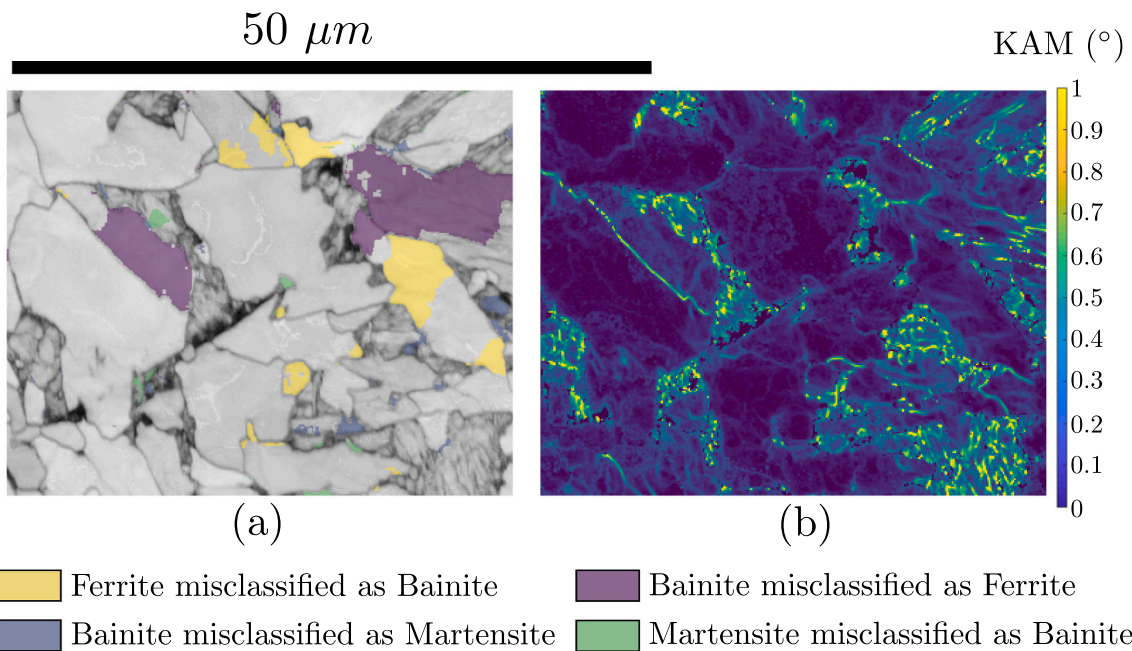 50 μm
KAM (°)
1
0.9
0.8
0.7
0.6
0.5
0.4
0.3
0.2
0.1
0
(a)
(b)
Ferrite misclassified as Bainite
Bainite misclassified as Ferrite
Bainite misclassified as Martensite
Martensite misclassified as Bainite